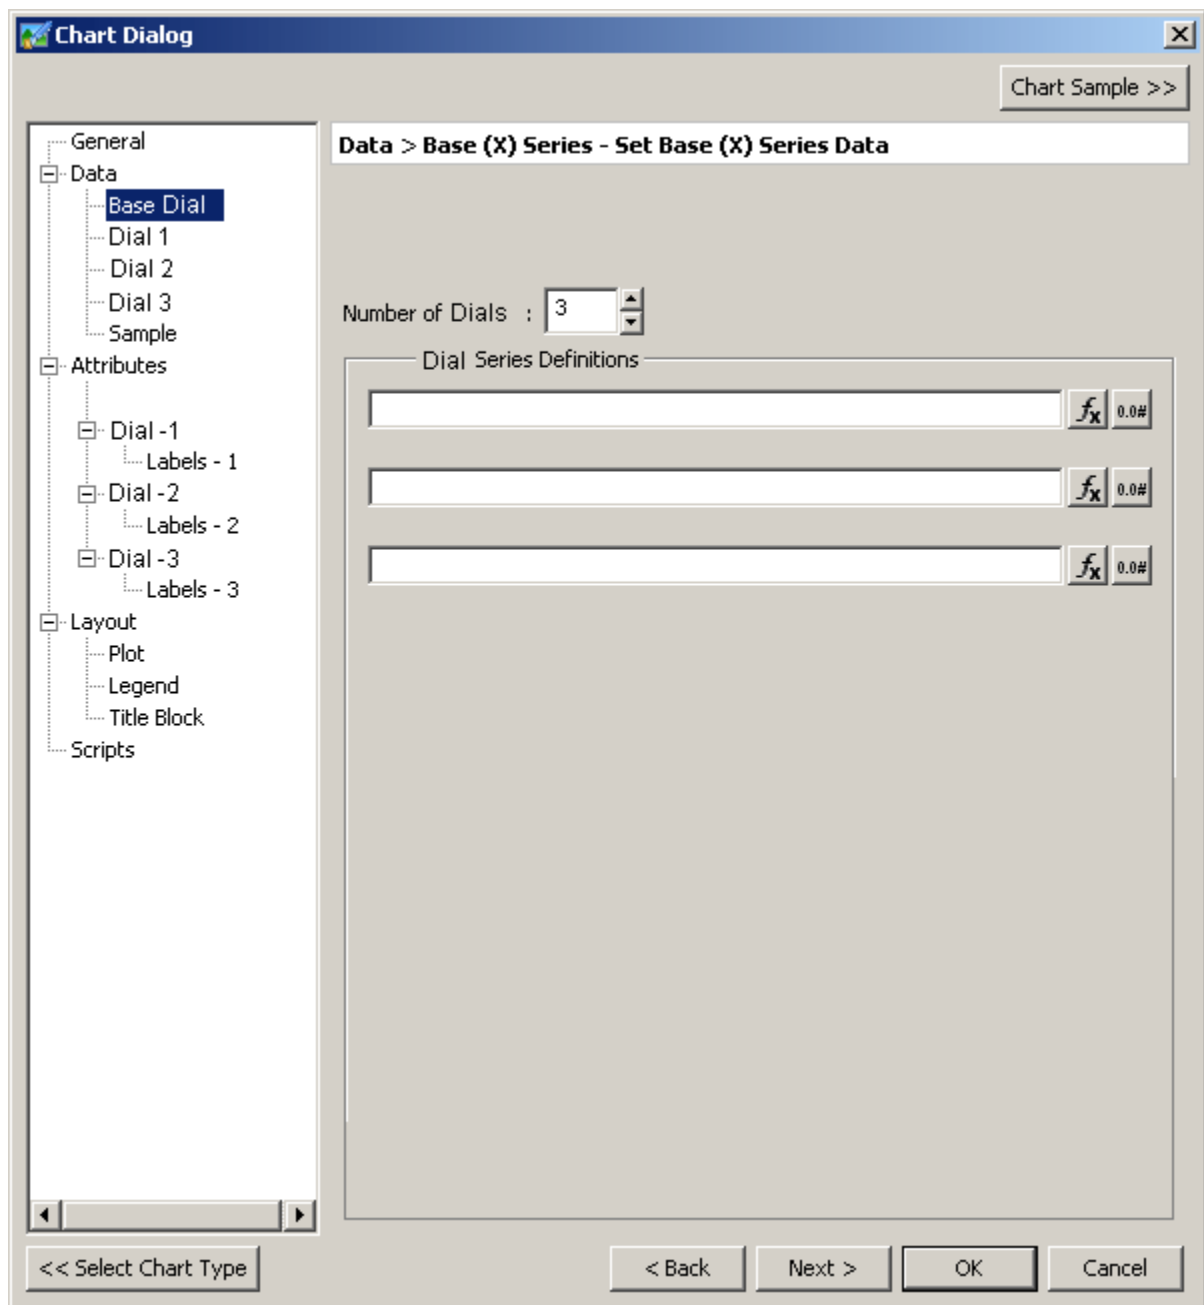 Chart Dialog
Chart Sample >>
General
Data
Base Dial
Dial 1
Dial 2
Dial 3
Sample
Attributes
Dial -1
Labels - 1
Dial -2
Labels - 2
Dial -3
Labels - 3
Layout
Plot
Legend
Title Block
Scripts
Data > Base (X) Series - Set Base (X) Series Data
Number of Dials : 3
Dial Series Definitions
fx 0.0#
fx 0.0#
fx 0.0#
<< Select Chart Type
< Back
Next >
OK
Cancel